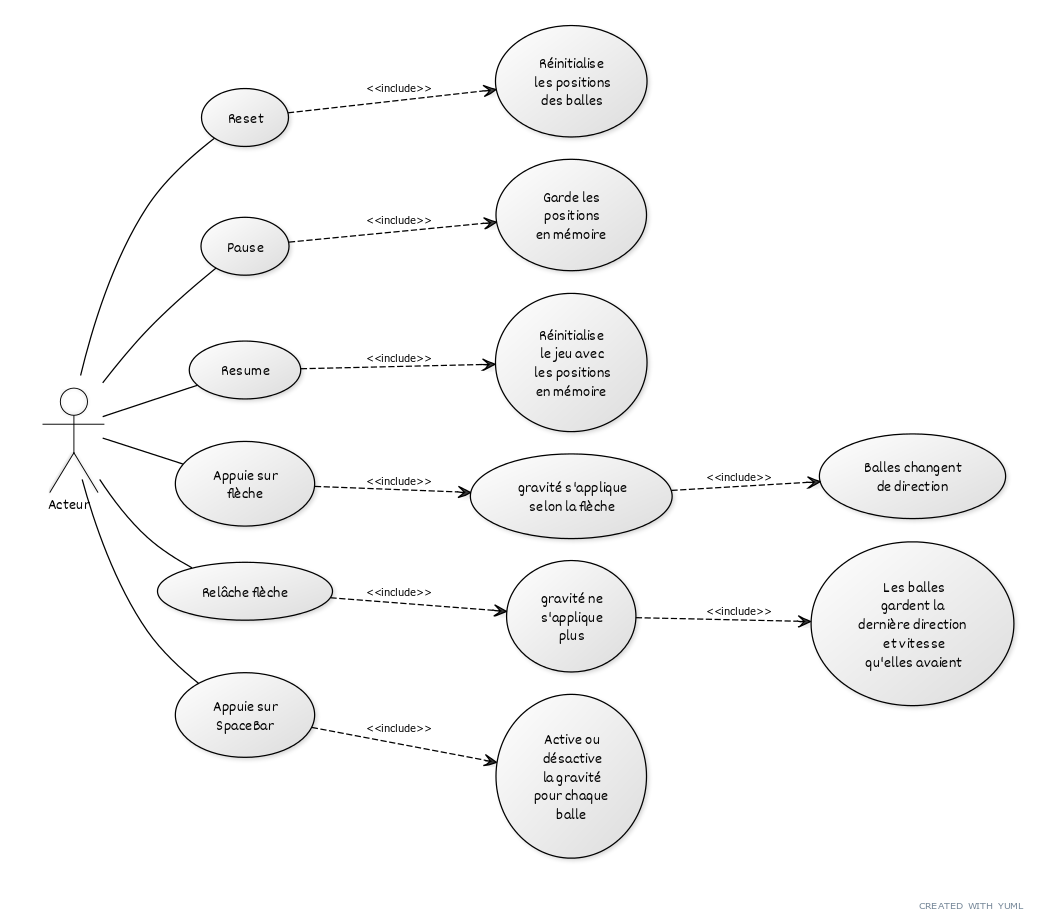 Réinitialise
les positions
des balles
<<include>>
Reset
Garde les
positions
en mémoire
<<include>>
Pause
Réinitialise
le jeu avec
les positions
en mémoire
<<include>>
Resume
Acteur
Appuie sur
flèche
<<include>>
gravité s'applique
selon la flèche
<<include>>
Balles changent
de direction
Relâche flèche
<<include>>
gravité ne
s'applique
plus
<<include>>
Les balles
gardent la
dernière direction
et vitesse
qu'elles avaient
Appuie sur
SpaceBar
<<include>>
Active ou
désactive
la gravité
pour chaque
balle
CREATED WITH YUML